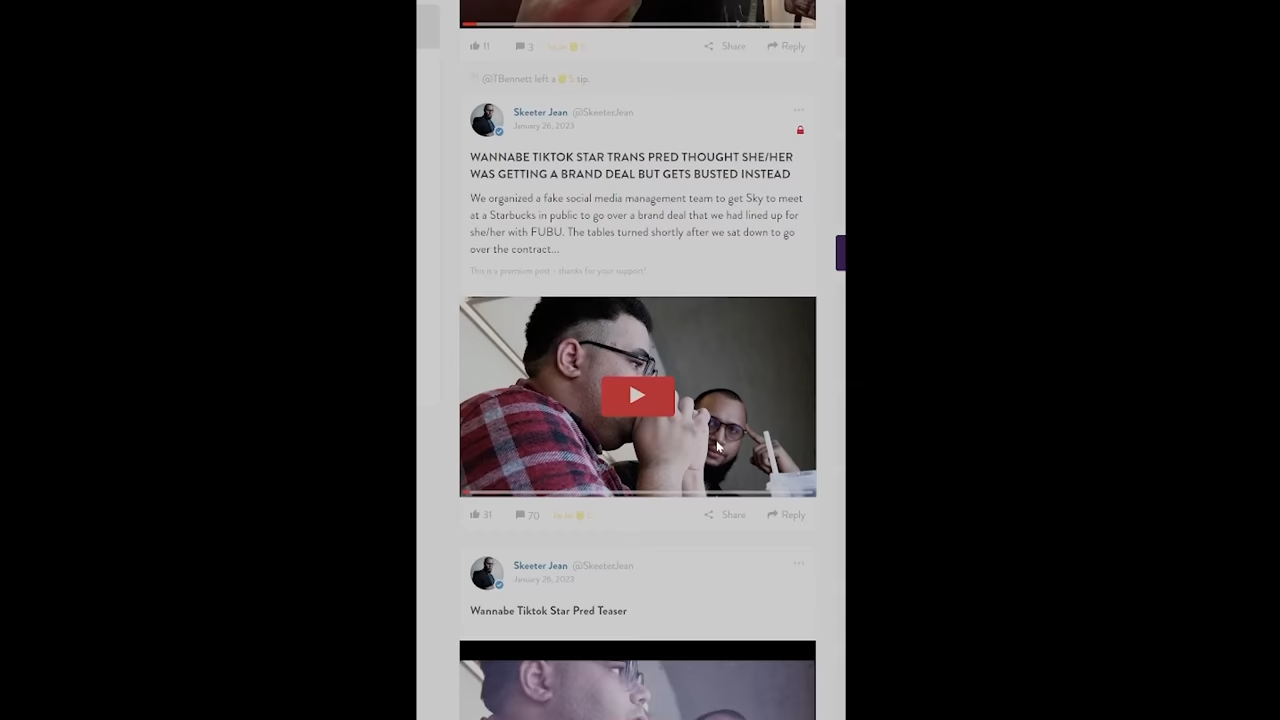 11 3 Share Reply
@TBennett left a 5 tip.
Skeeter Jean @SkeeterJean
January 26, 2023
WANNABE TIKTOK STAR TRANS PRED THOUGHT SHE/HER
WAS GETTING A BRAND DEAL BUT GETS BUSTED INSTEAD
We organized a fake social media management team to get Sky to meet
at a Starbucks in public to go over a brand deal that we had lined up for
she/her with FUBU. The tables turned shortly after we sat down to go
over the contract...
This is a premium post - thanks for your support!
31 70 Share Reply
Skeeter Jean @SkeeterJean
January 26, 2023
Wannabe Tiktok Star Pred Teaser